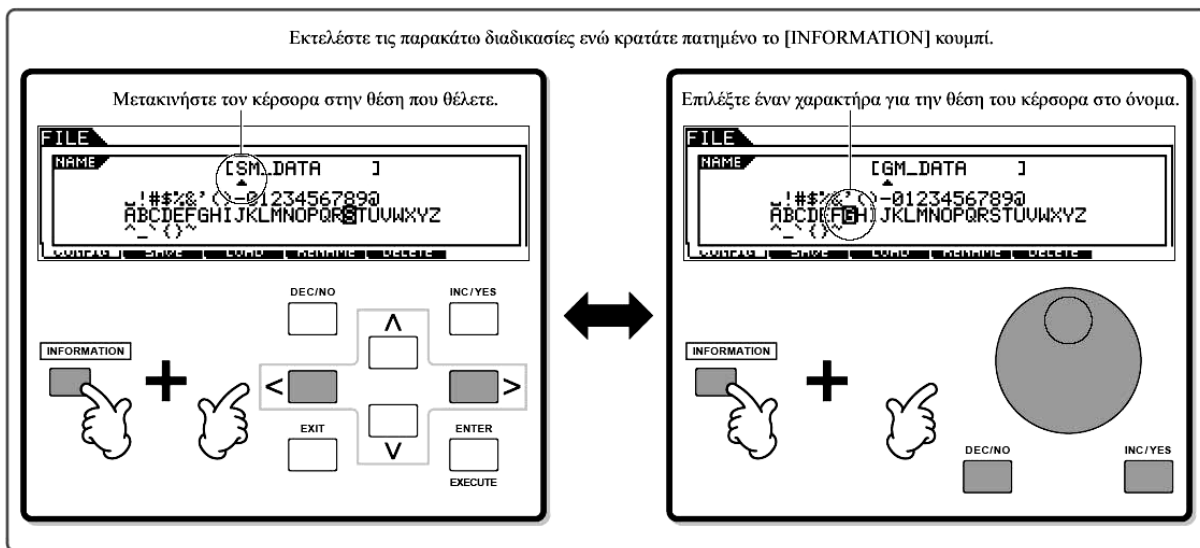 Εκτελέστε τις παρακάτω διαδικασίες ενώ κρατάτε πατημένο το [INFORMATION] κουμπί.
Μετακινήστε τον κέρσορα στην θέση που θέλετε.
FILE
NAME
[SM_DATA ]
␣!#$%&'()-0123456789@
ABCDEFGHIJKLMNOPQRSTUVWXYZ
^_`{}~
CONFIG SAVE LOAD RENAME DELETE
DEC/NO
INC/YES
INFORMATION
+
<
>
∧
∨
EXIT
ENTER
EXECUTE
Επιλέξτε έναν χαρακτήρα για την θέση του κέρσορα στο όνομα.
FILE
NAME
[GM_DATA ]
␣!#$%&'()-0123456789@
ABCDEFGHIJKLMNOPQRSTUVWXYZ
^_`{}~
CONFIG SAVE LOAD RENAME DELETE
INFORMATION
+
DEC/NO
INC/YES